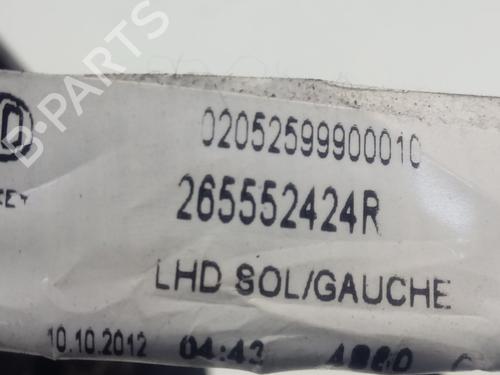 B-PARTS
02052599900010
265552424R
LHD SOL/GAUCHE
10.10.2012 04:43